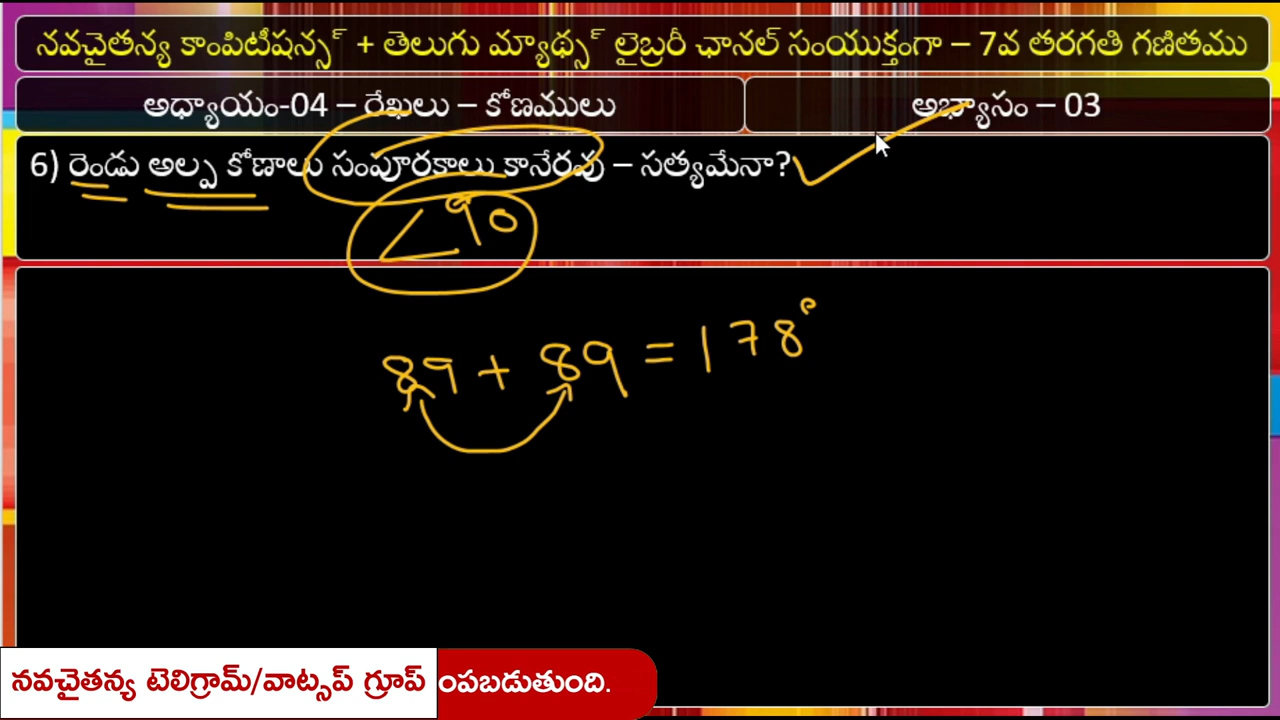 నవచైతన్య కాంపిటీషన్స్ + తెలుగు మ్యాథ్స్ లైబ్రరీ ఛానల్ సంయుక్తంగా – 7వ తరగతి గణితము
అధ్యాయం-04 – రేఖలు – కోణములు
అభ్యాసం – 03
6) రెండు అల్ప కోణాలు సంపూరకాలు కానేరవు – సత్యమేనా?
<90
89 + 89 = 178°
నవచైతన్య టెలిగ్రామ్/వాట్సప్ గ్రూప్ ంపబడుతుంది.